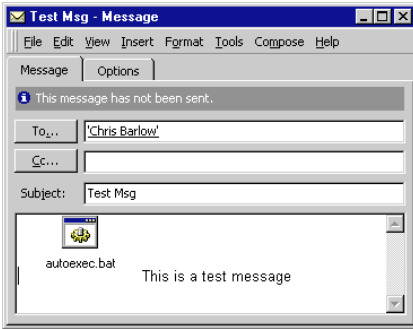 Test Msg - Message
File Edit View Insert Format Tools Compose Help
Message Options
This message has not been sent.
To... 'Chris Barlow'
Cc...
Subject: Test Msg
autoexec.bat
This is a test message